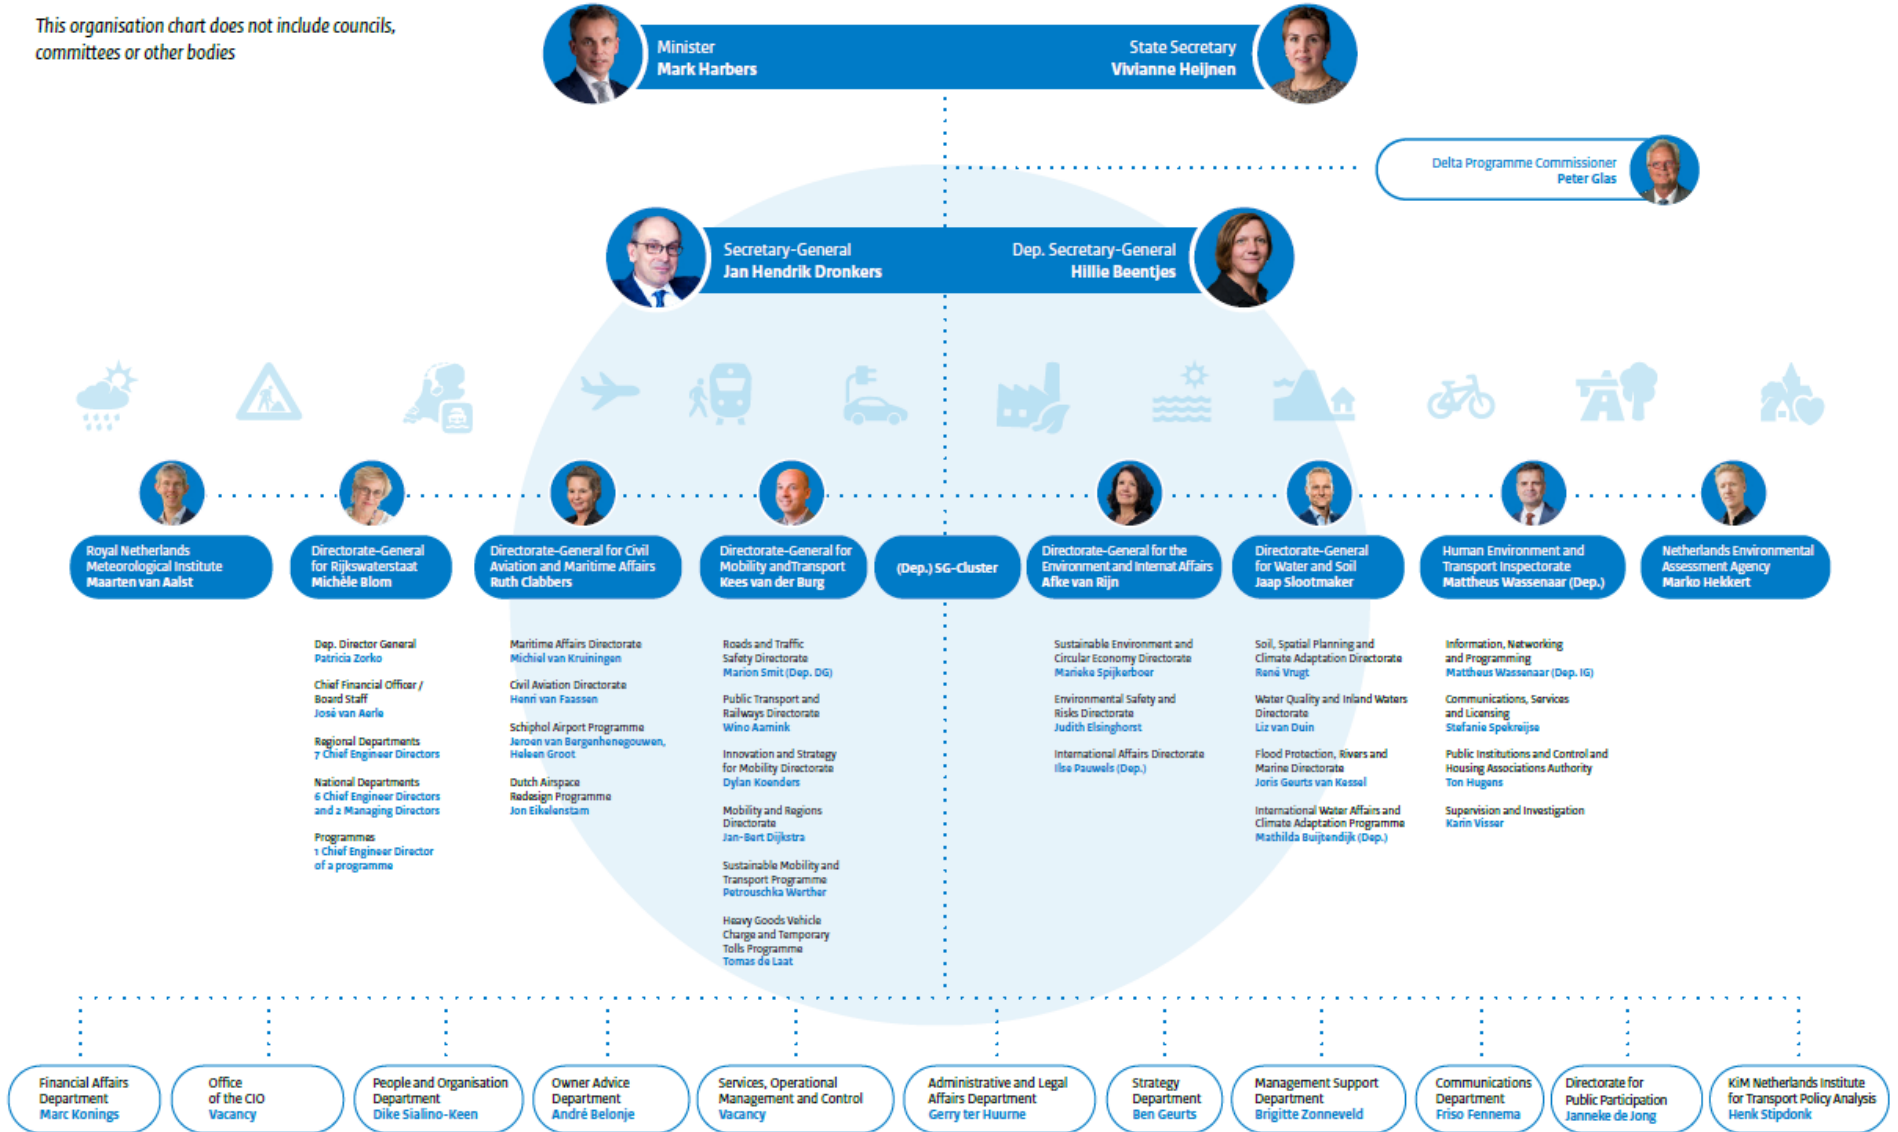 This organisation chart does not include councils,
committees or other bodies
Minister
Mark Harbers
State Secretary
Vivianne Heijnen
Delta Programme Commissioner
Peter Glas
Secretary-General
Jan Hendrik Dronkers
Dep. Secretary-General
Hillie Beentjes
Royal Netherlands
Meteorological Institute
Maarten van Aalst
Directorate-General
for Rijkswaterstaat
Michèle Blom
Directorate-General for Civil
Aviation and Maritime Affairs
Ruth Clabbers
Directorate-General for
Mobility andTransport
Kees van der Burg
(Dep.) SG-Cluster
Directorate-General for the
Environment and Internat Affairs
Afke van Rijn
Directorate-General
for Water and Soil
Jaap Slootmaker
Human Environment and
Transport Inspectorate
Mattheus Wassenaar (Dep.)
Netherlands Environmental
Assessment Agency
Marko Hekkert
Dep. Director General
Patricia Zorko
Chief Financial Officer /
Board Staff
José van Aerle
Regional Departments
7 Chief Engineer Directors
National Departments
6 Chief Engineer Directors
and 2 Managing Directors
Programmes
1 Chief Engineer Director
of a programme
Maritime Affairs Directorate
Michiel van Kruiningen
Civil Aviation Directorate
Henri van Faassen
Schiphol Airport Programme
Jeroen van Bergenhenegouwen,
Heleen Groot
Dutch Airspace
Redesign Programme
Jon Eikelenstam
Roads and Traffic
Safety Directorate
Marion Smit (Dep. DG)
Public Transport and
Railways Directorate
Wino Aarnink
Innovation and Strategy
for Mobility Directorate
Dylan Koenders
Mobility and Regions
Directorate
Jan-Bert Dijkstra
Sustainable Mobility and
Transport Programme
Petrouschka Werther
Heavy Goods Vehicle
Charge and Temporary
Tolls Programme
Tomas de Laat
Sustainable Environment and
Circular Economy Directorate
Marieke Spijkerboer
Environmental Safety and
Risks Directorate
Judith Elsinghorst
International Affairs Directorate
Ilse Pauwels (Dep.)
Soil, Spatial Planning and
Climate Adaptation Directorate
René Vrugt
Water Quality and Inland Waters
Directorate
Liz van Duin
Flood Protection, Rivers and
Marine Directorate
Joris Geurts van Kessel
International Water Affairs and
Climate Adaptation Programme
Mathilda Buijtendijk (Dep.)
Information, Networking
and Programming
Mattheus Wassenaar (Dep. IG)
Communications, Services
and Licensing
Stefanie Spekreijse
Public Institutions and Control and
Housing Associations Authority
Ton Hugens
Supervision and Investigation
Karin Visser
Financial Affairs
Department
Marc Konings
Office
of the CIO
Vacancy
People and Organisation
Department
Dike Sialino-Keen
Owner Advice
Department
André Belonje
Services, Operational
Management and Control
Vacancy
Administrative and Legal
Affairs Department
Gerry ter Huurne
Strategy
Department
Ben Geurts
Management Support
Department
Brigitte Zonneveld
Communications
Department
Friso Fennema
Directorate for
Public Participation
Janneke de Jong
KiM Netherlands Institute
for Transport Policy Analysis
Henk Stipdonk